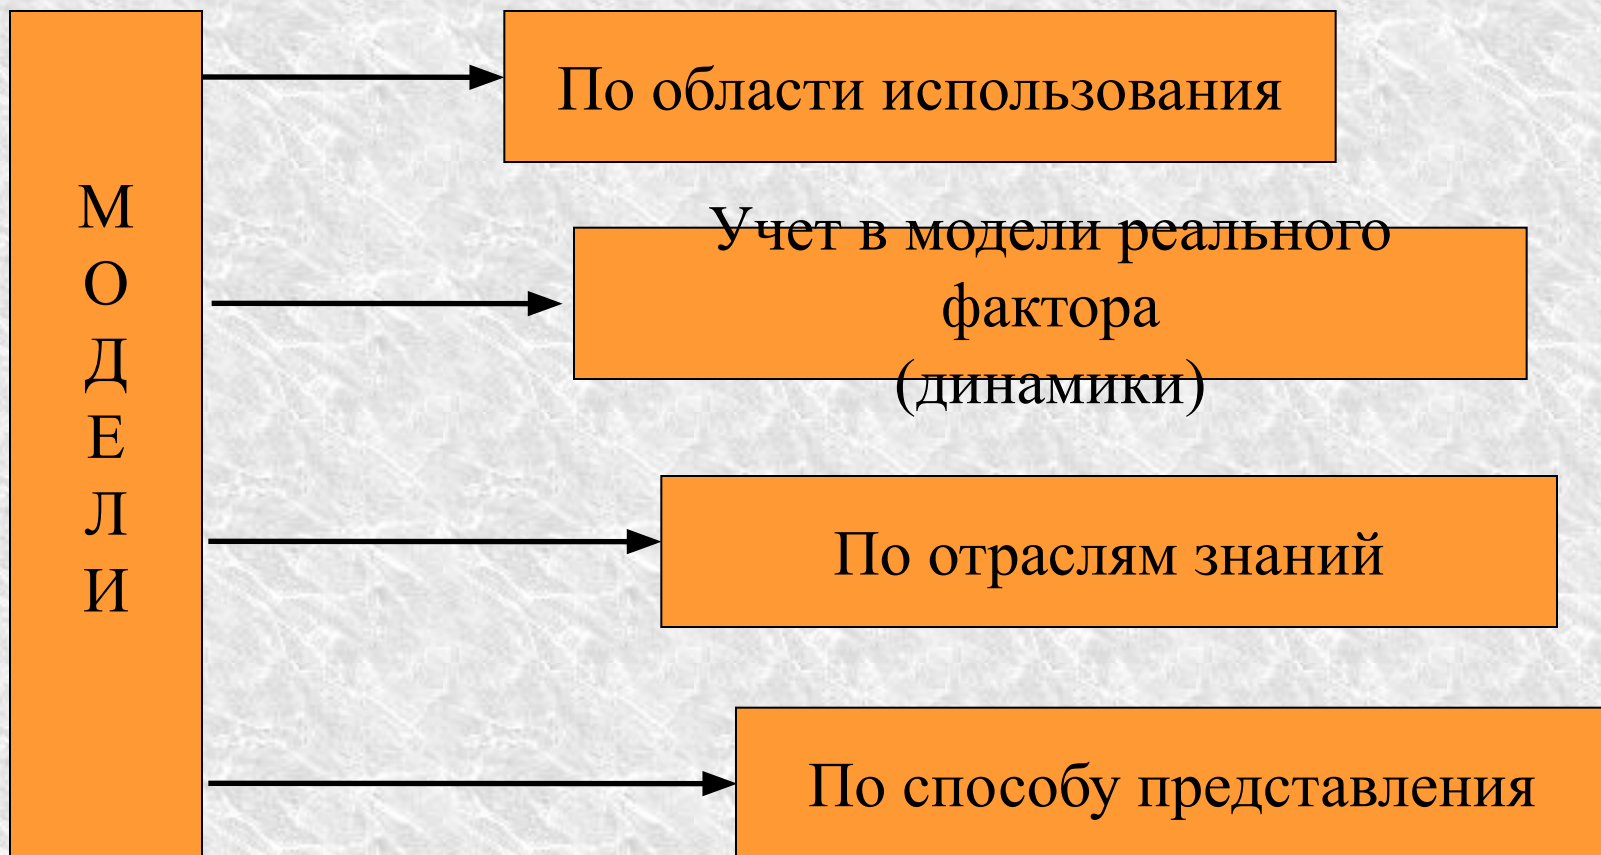 М
О
Д
Е
Л
И
По области использования
Учет в модели реального
фактора
(динамики)
По отраслям знаний
По способу представления